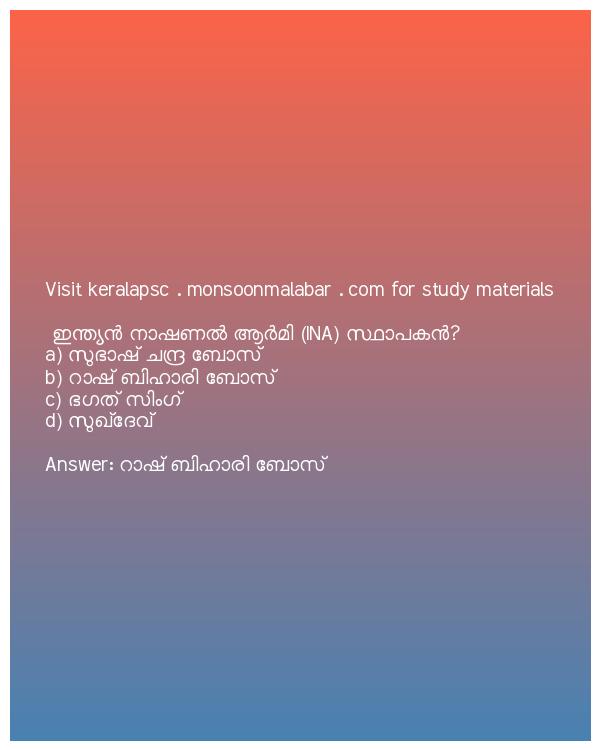 Visit keralapsc . monsoonmalabar . com for study materials
ഇന്ത്യൻ നാഷണൽ ആർമി (INA) സ്ഥാപകൻ?
a) സുഭാഷ് ചന്ദ്ര ബോസ്
b) റാഷ് ബിഹാരി ബോസ്
c) ഭഗത് സിംഗ്
d) സുഖ്ദേവ്
Answer: റാഷ് ബിഹാരി ബോസ്